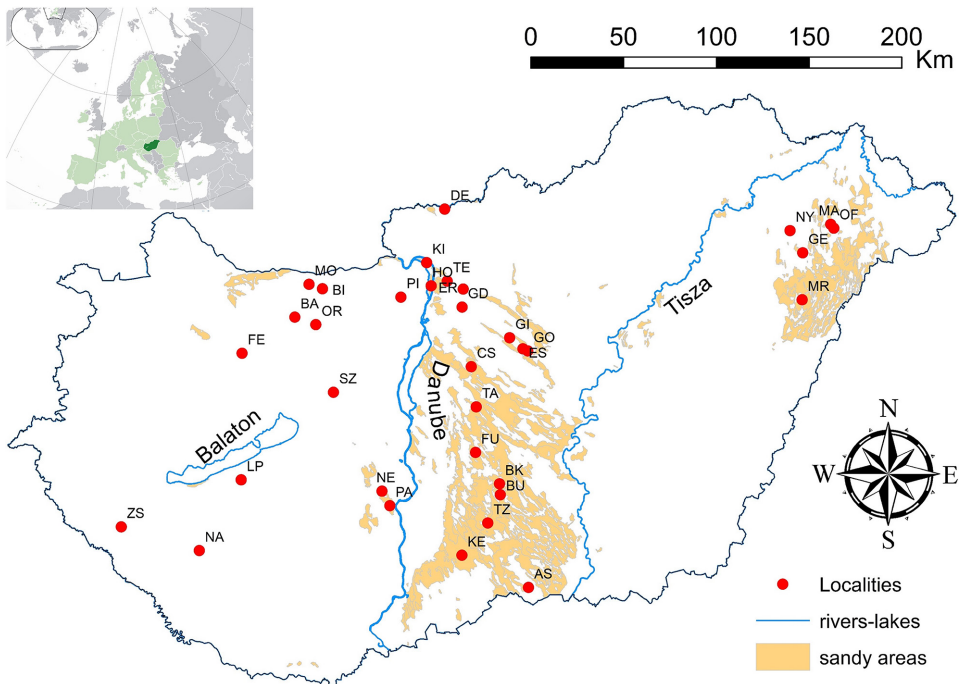 0 50 100 150 200
Km
DE
KI
HO TE
PI ER
GD
MO
BI
BA
OR
FE
SZ
GI
GO
ES
CS
TA
FU
BK
BU
TZ
KE
AS
NE
PA
LP
ZS
NA
NY MA OF
GE
MR
Tisza
Danube
Balaton
N
W E
S
Localities
rivers-lakes
sandy areas